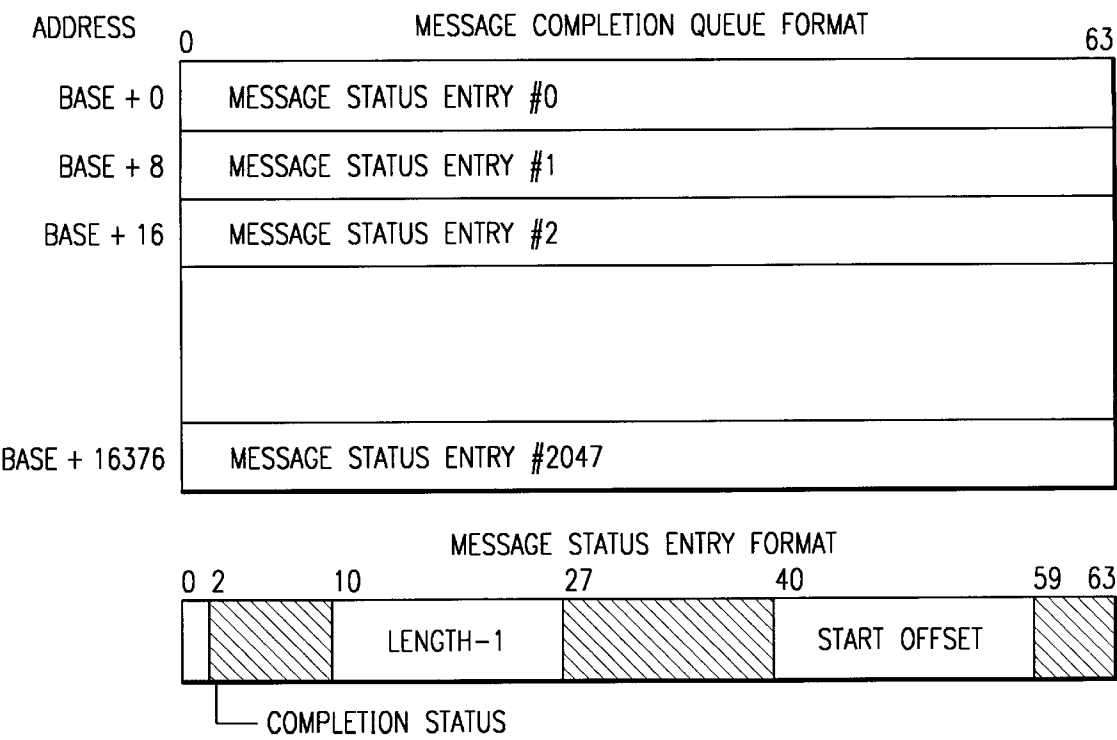 ADDRESS
MESSAGE COMPLETION QUEUE FORMAT
0 63
BASE + 0 MESSAGE STATUS ENTRY #0
BASE + 8 MESSAGE STATUS ENTRY #1
BASE + 16 MESSAGE STATUS ENTRY #2
BASE + 16376 MESSAGE STATUS ENTRY #2047
MESSAGE STATUS ENTRY FORMAT
0 2 10 27 40 59 63
LENGTH-1 START OFFSET
COMPLETION STATUS